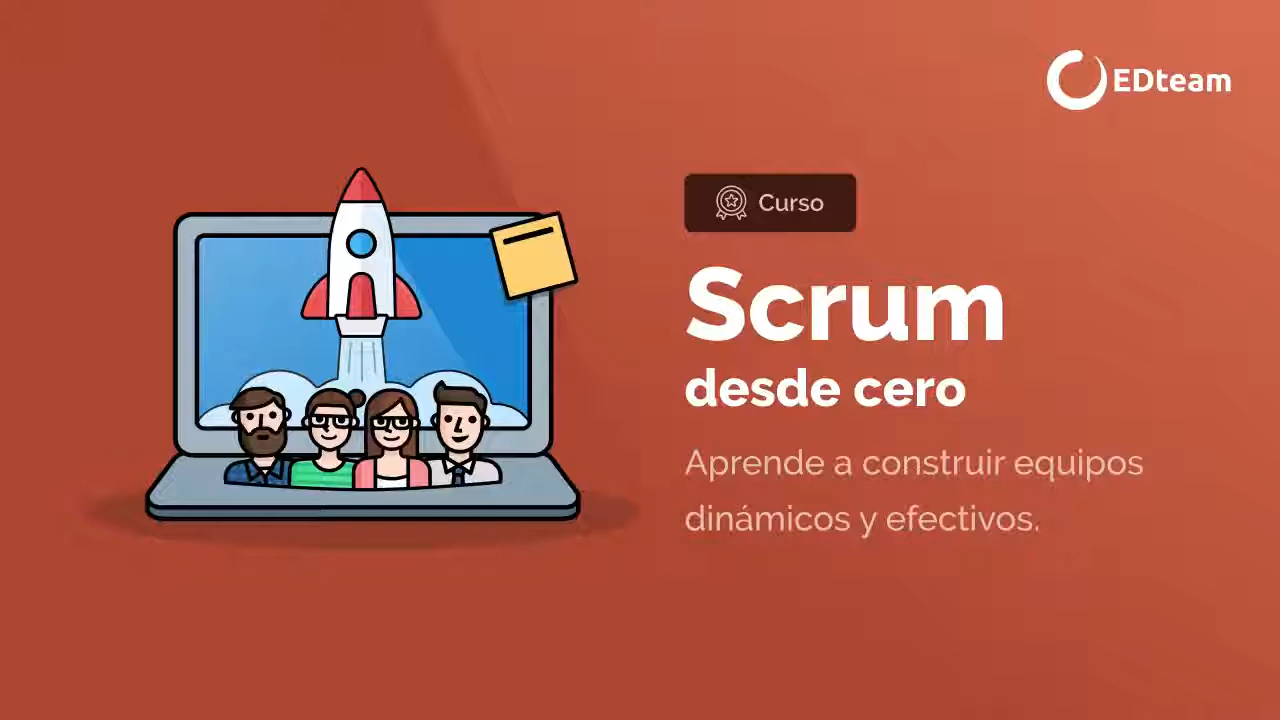 EDteam
Curso
Scrum
desde cero
Aprende a construir equipos
dinámicos y efectivos.